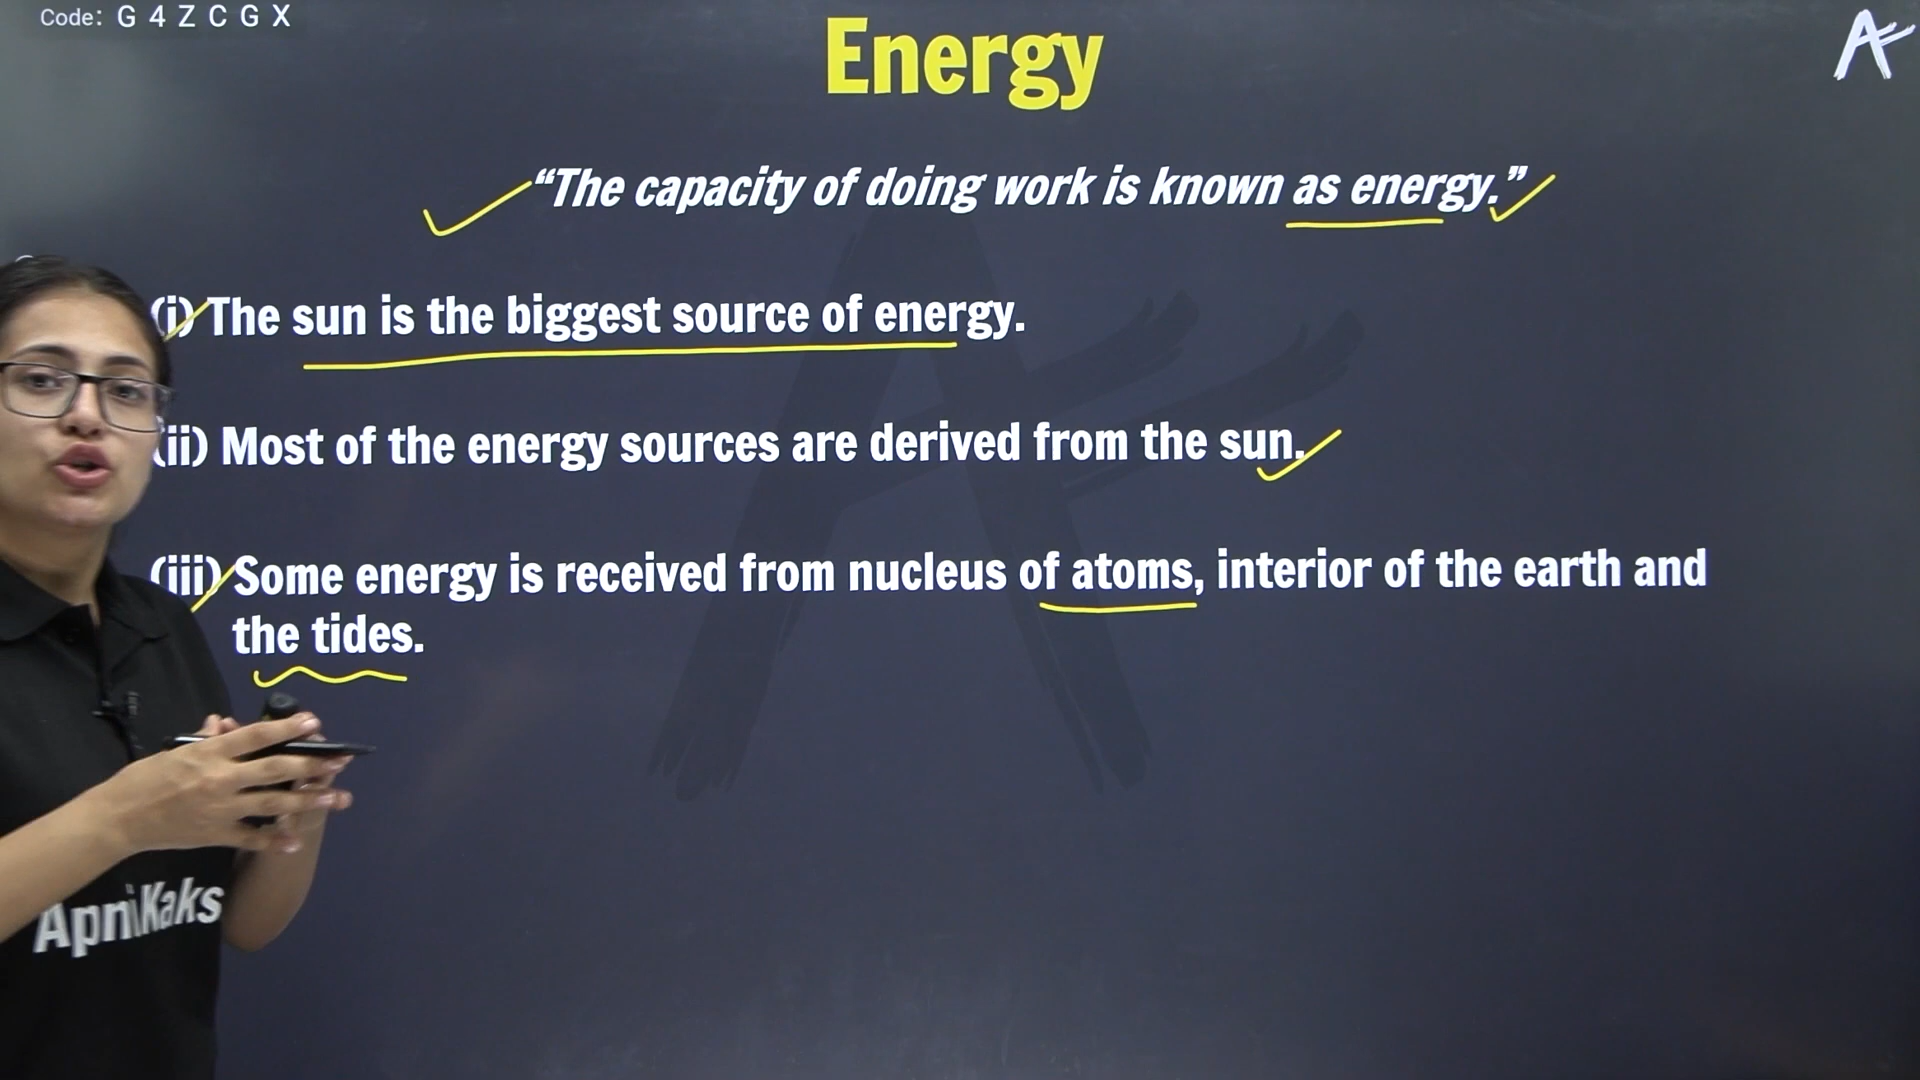 Code: G 4 Z C G X
Energy
“The capacity of doing work is known as energy.”
(i) The sun is the biggest source of energy.
(ii) Most of the energy sources are derived from the sun.
(iii) Some energy is received from nucleus of atoms, interior of the earth and
the tides.
ApniKaks